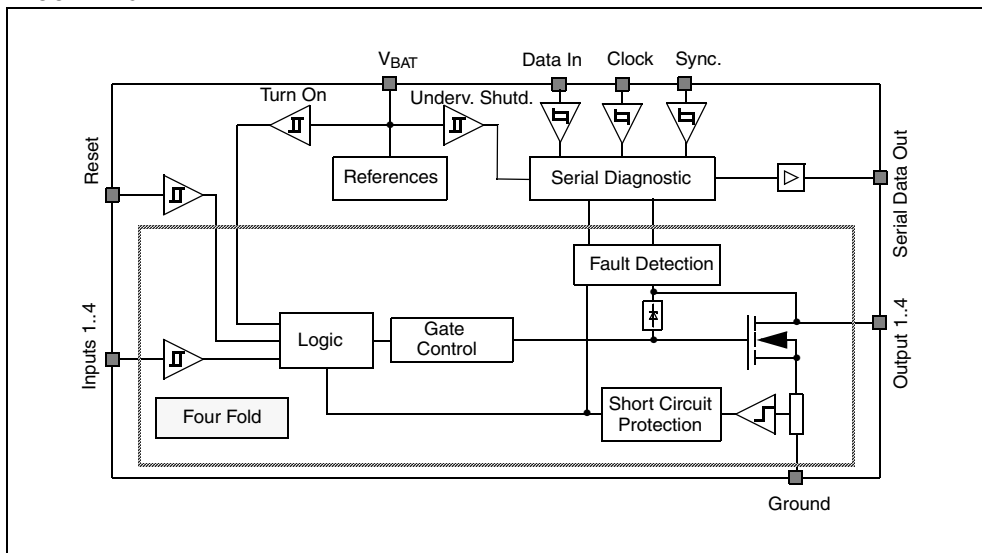 V_BAT
Data In
Clock
Sync.
Turn On
Underv. Shutd.
Reset
References
Serial Diagnostic
Serial Data Out
Fault Detection
Inputs 1..4
Logic
Gate
Control
Output 1..4
Four Fold
Short Circuit
Protection
Ground